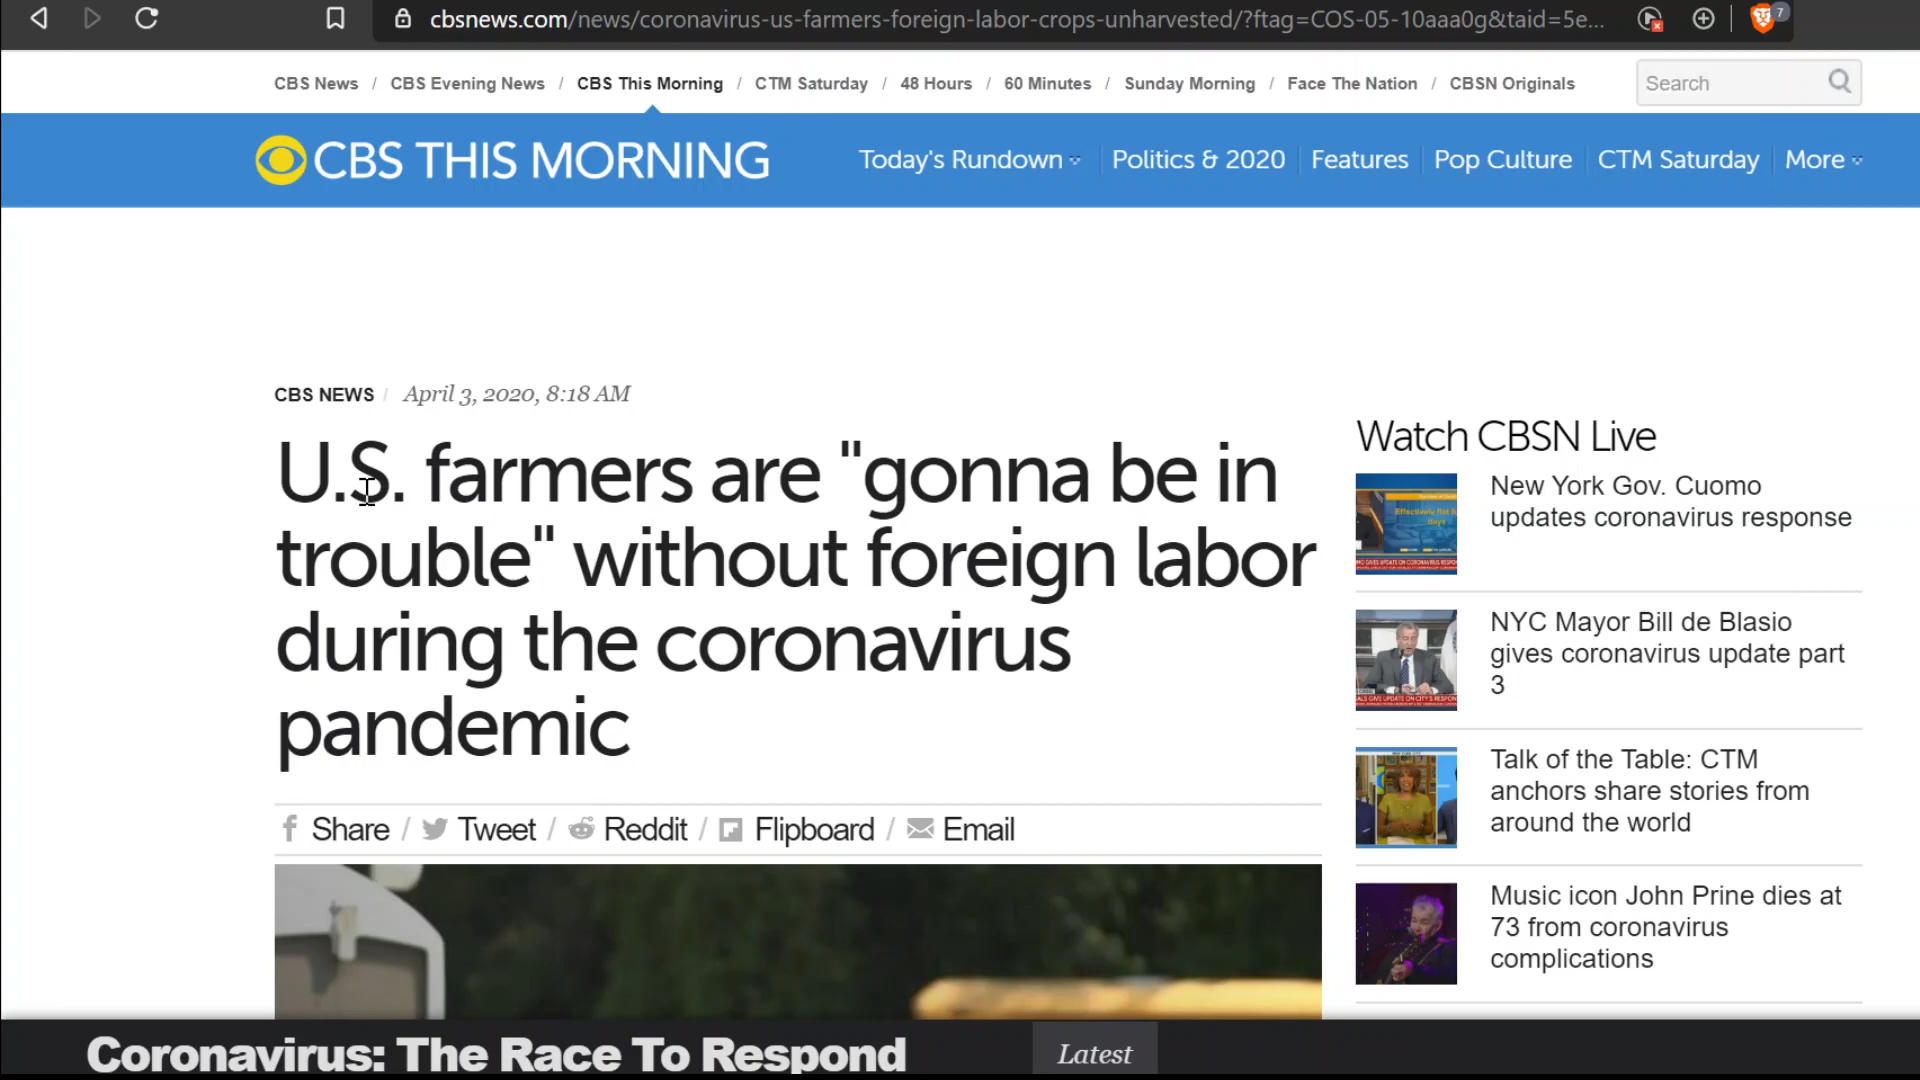 cbsnews.com/news/coronavirus-us-farmers-foreign-labor-crops-unharvested/?ftag=COS-05-10aaa0g&taid=5e...
7
CBS News / CBS Evening News / CBS This Morning / CTM Saturday / 48 Hours / 60 Minutes / Sunday Morning / Face The Nation / CBSN Originals
Search
CBS THIS MORNING
Today's Rundown
Politics & 2020
Features
Pop Culture
CTM Saturday
More
CBS NEWS / April 3, 2020, 8:18 AM
U.S. farmers are "gonna be in
trouble" without foreign labor
during the coronavirus
pandemic
Share / Tweet / Reddit / Flipboard / Email
Watch CBSN Live
New York Gov. Cuomo
updates coronavirus response
NYC Mayor Bill de Blasio
gives coronavirus update part
3
Talk of the Table: CTM
anchors share stories from
around the world
Music icon John Prine dies at
73 from coronavirus
complications
Coronavirus: The Race To Respond
Latest